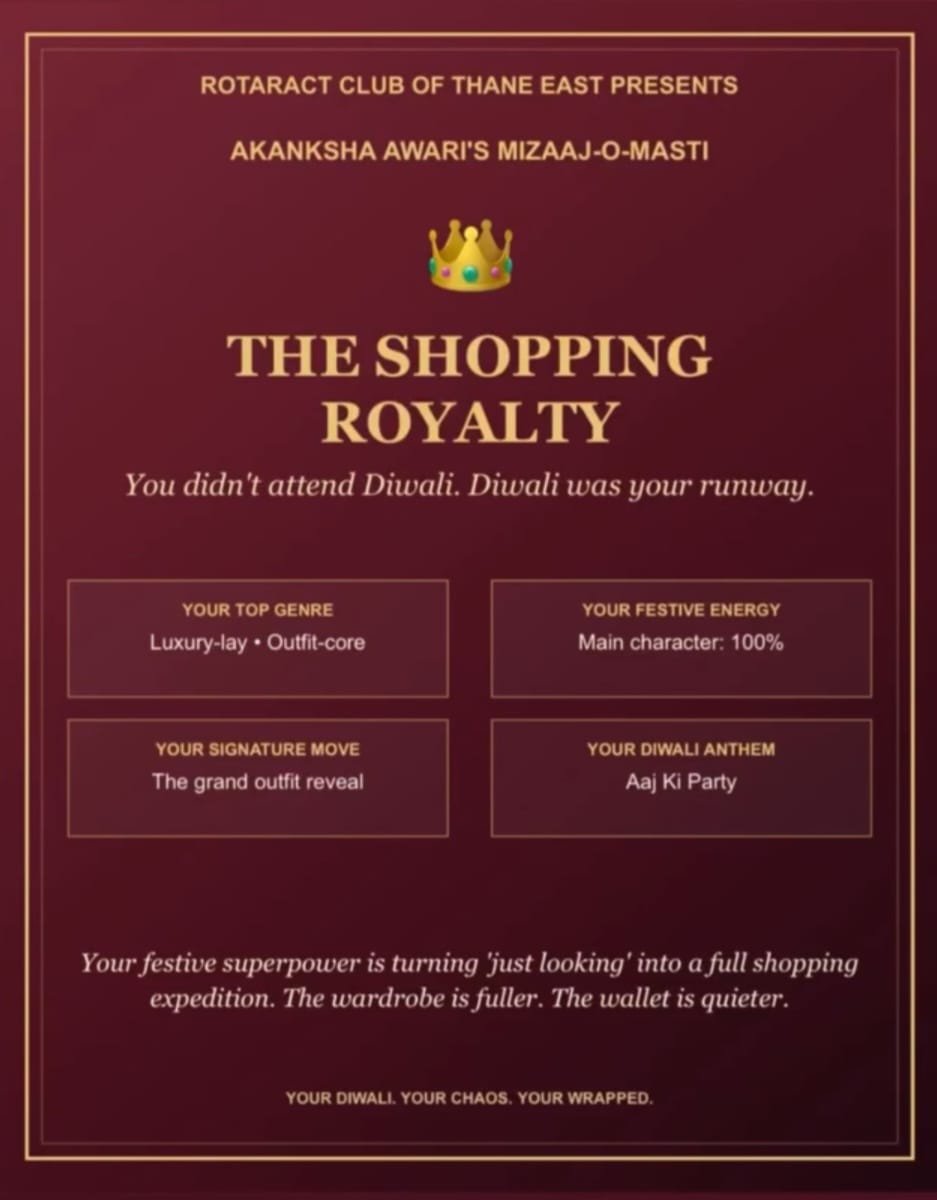 ROTARACT CLUB OF THANE EAST PRESENTS
AKANKSHA AWARI'S MIZAAJ-O-MASTI
THE SHOPPING
ROYALTY
You didn't attend Diwali. Diwali was your runway.
YOUR TOP GENRE
Luxury-lay • Outfit-core
YOUR FESTIVE ENERGY
Main character: 100%
YOUR SIGNATURE MOVE
The grand outfit reveal
YOUR DIWALI ANTHEM
Aaj Ki Party
Your festive superpower is turning 'just looking' into a full shopping
expedition. The wardrobe is fuller. The wallet is quieter.
YOUR DIWALI. YOUR CHAOS. YOUR WRAPPED.